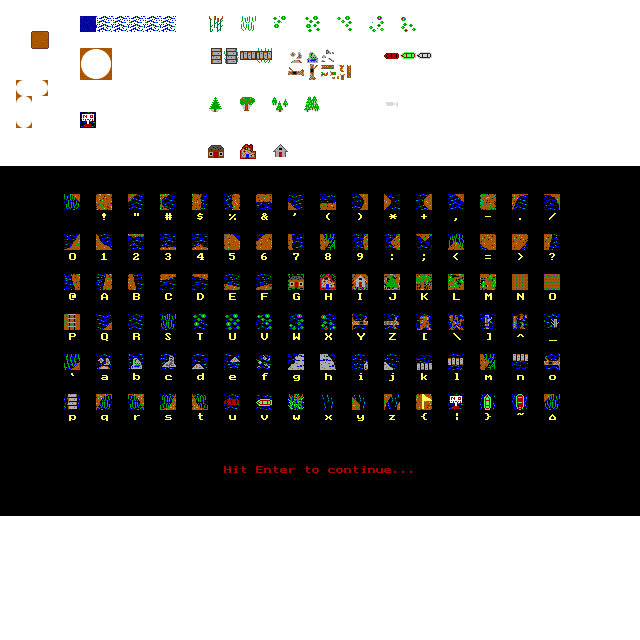 ! " # $ % & ' ( ) * + , - . /
0 1 2 3 4 5 6 7 8 9 : ; < = > ?
@ A B C D E F G H I J K L M N O
P Q R S T U V W X Y Z [ \ ] ^ _
` a b c d e f g h i j k l m n o
p q r s t u v w x y z { ¦ } ~ Δ
Hit Enter to continue...